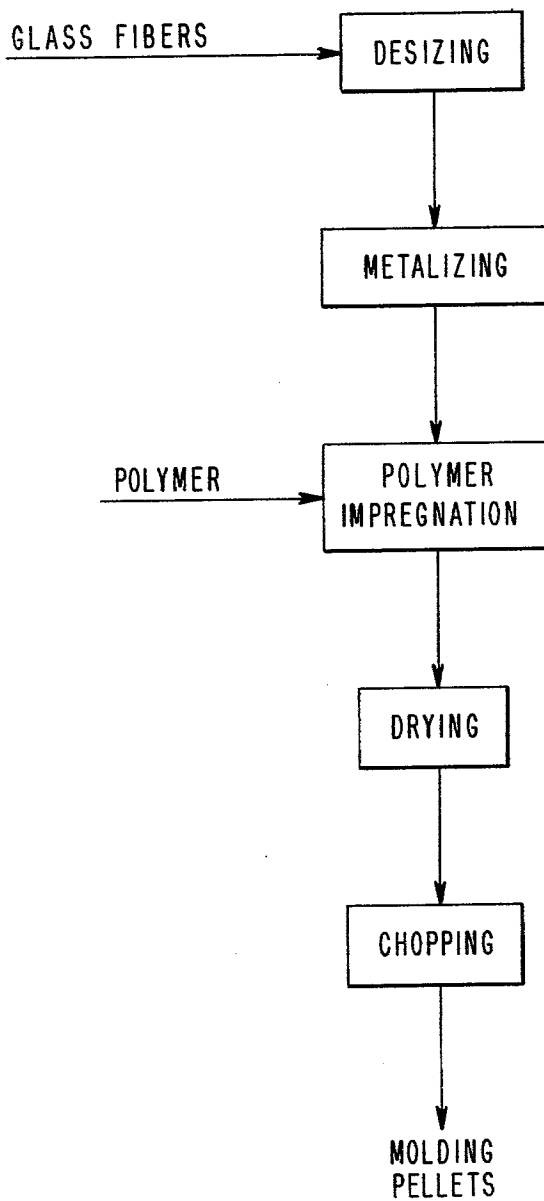 GLASS FIBERS
DESIZING
METALIZING
POLYMER
POLYMER
IMPREGNATION
DRYING
CHOPPING
MOLDING
PELLETS